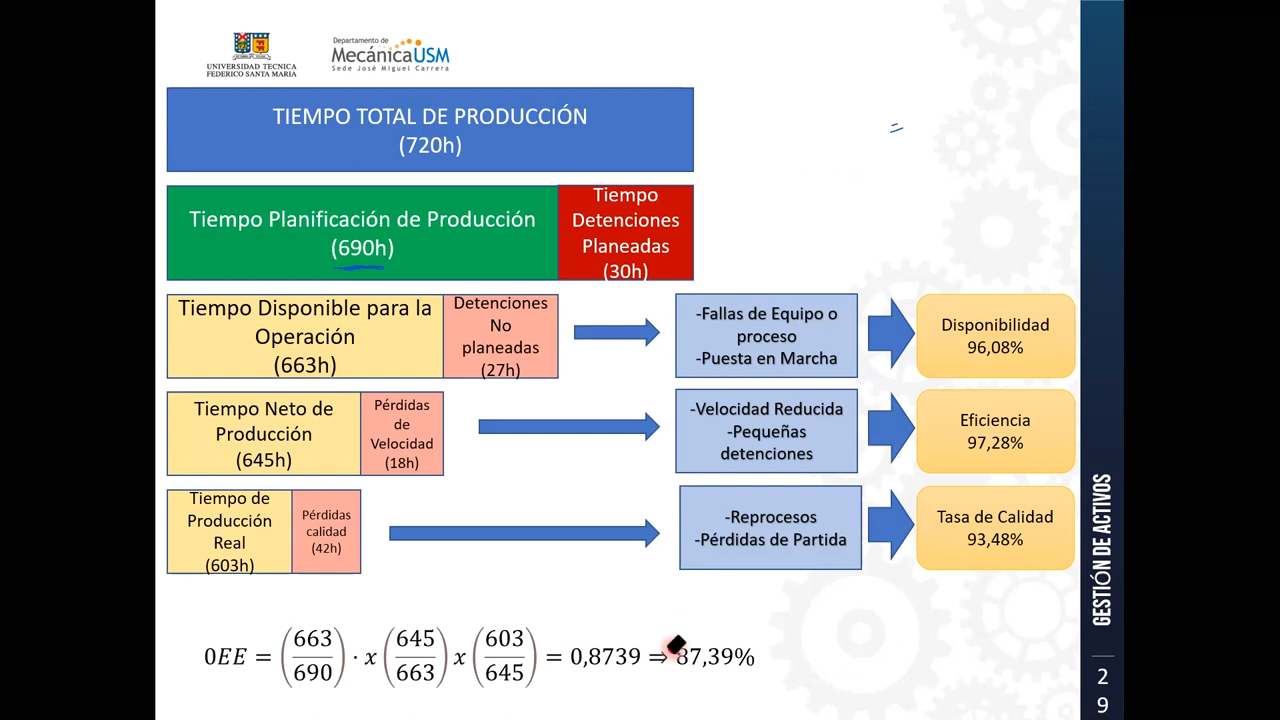 UNIVERSIDAD TECNICA
FEDERICO SANTA MARIA
Departamento de
MecánicaUSM
Sede José Miguel Carrera
TIEMPO TOTAL DE PRODUCCIÓN
(720h)
Tiempo Planificación de Producción
(690h)
Tiempo
Detenciones
Planeadas
(30h)
Tiempo Disponible para la
Operación
(663h)
Detenciones
No
planeadas
(27h)
-Fallas de Equipo o
proceso
-Puesta en Marcha
Disponibilidad
96,08%
Tiempo Neto de
Producción
(645h)
Pérdidas
de
Velocidad
(18h)
-Velocidad Reducida
-Pequeñas
detenciones
Eficiencia
97,28%
Tiempo de
Producción
Real
(603h)
Pérdidas
calidad
(42h)
-Reprocesos
-Pérdidas de Partida
Tasa de Calidad
93,48%
0EE = (663/690) · x (645/663) x (603/645) = 0,8739 ⇒ 87,39%
GESTIÓN DE ACTIVOS
2
9